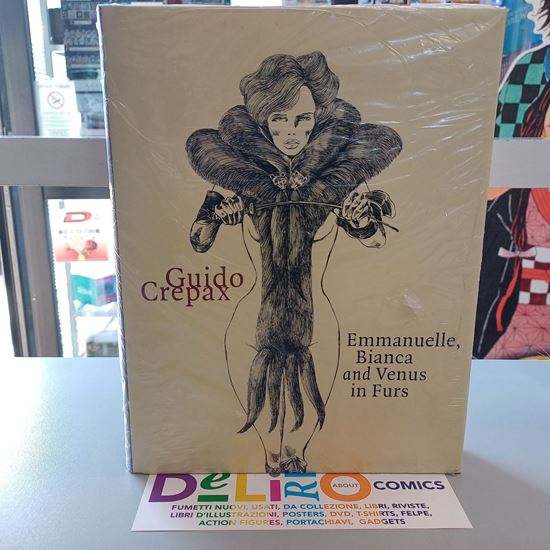 Guido
Crepax
Emmanuelle,
Bianca
and Venus
in Furs
DeLiRO ABOUT COMICS
FUMETTI NUOVI, USATI, DA COLLEZIONE, LIBRI, RIVISTE,
LIBRI D'ILLUSTRAZIONI, POSTERS, DVD, T-SHIRTS, FELPE,
ACTION FIGURES, PORTACHIAVI, GADGETS